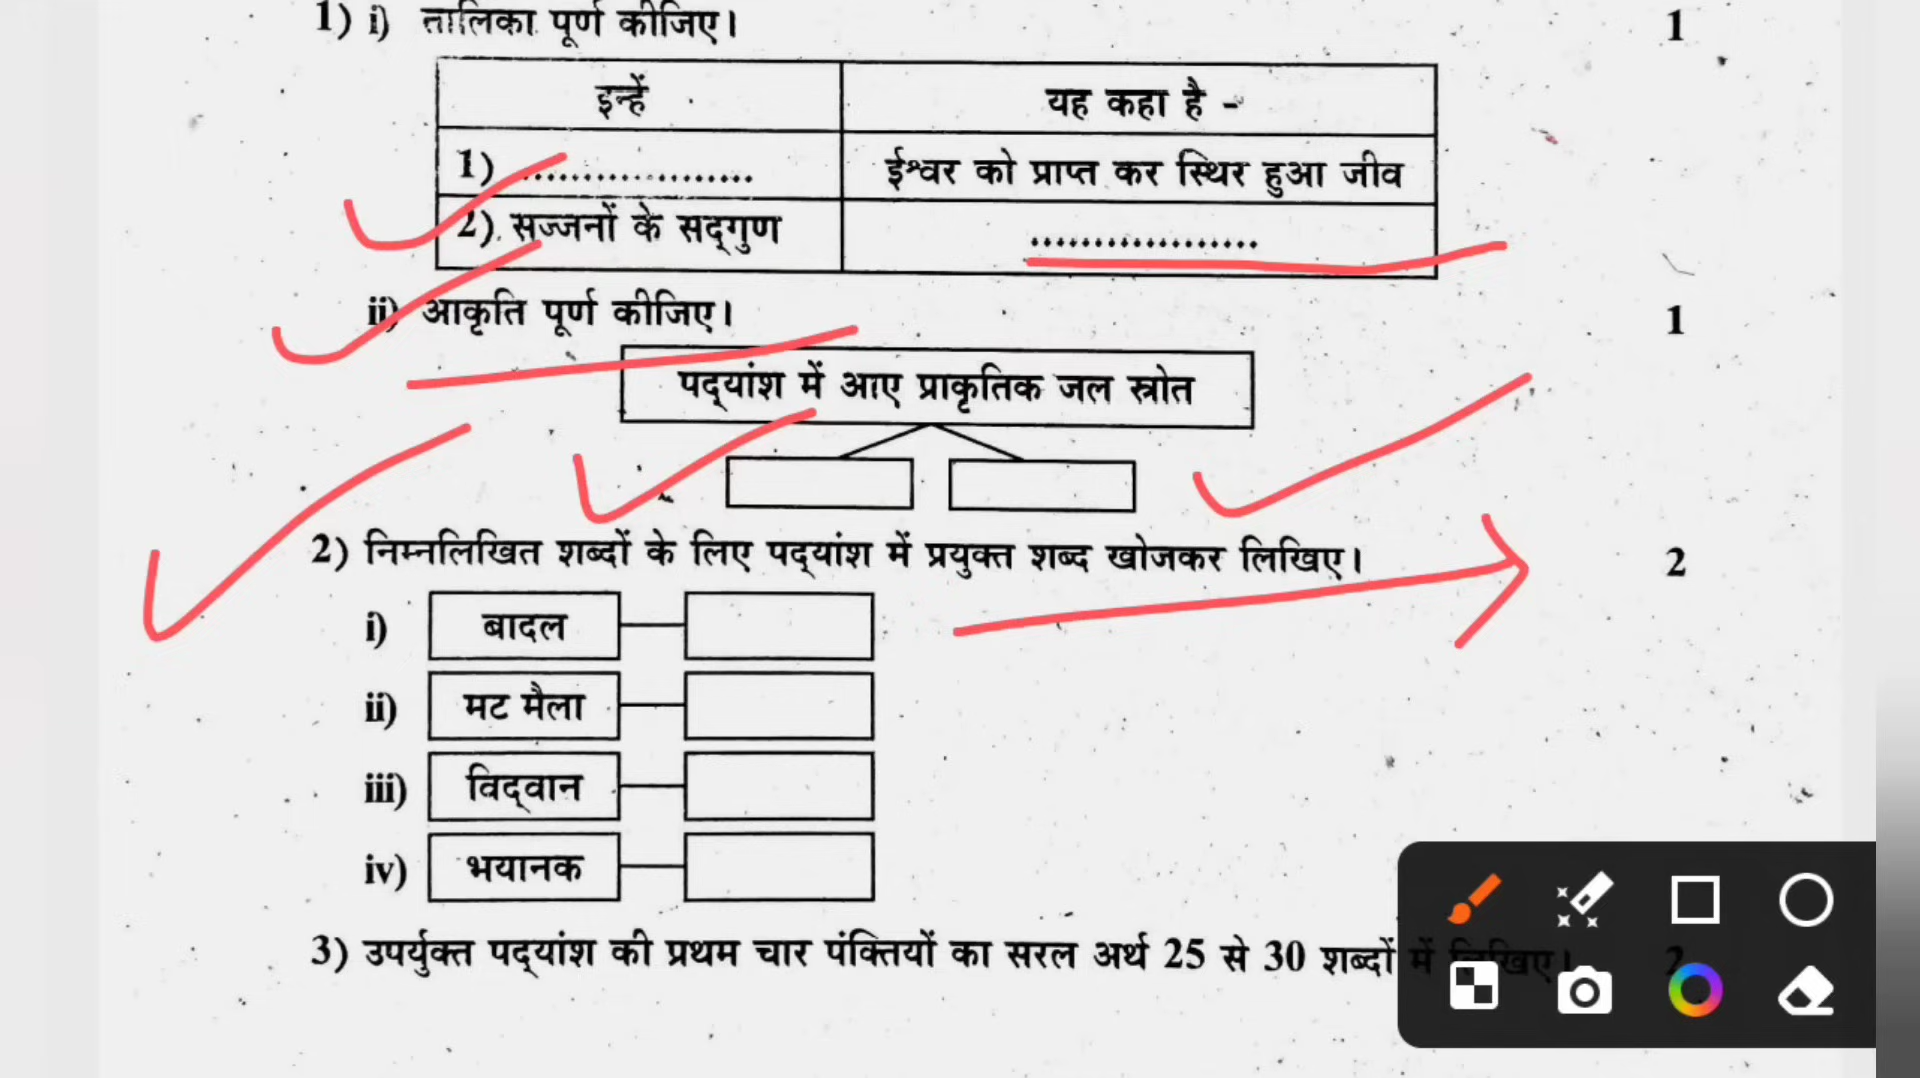 1) i) तालिका पूर्ण कीजिए। 1
इन्हें यह कहा है -
1) ................... ईश्वर को प्राप्त कर स्थिर हुआ जीव
2) सज्जनों के सद्‌गुण ..................
ii) आकृति पूर्ण कीजिए। 1
पद्‌यांश में आए प्राकृतिक जल स्त्रोत
2) निम्नलिखित शब्दों के लिए पद्‌यांश में प्रयुक्त शब्द खोजकर लिखिए। 2
i) बादल
ii) मट मैला
iii) विद्‌वान
iv) भयानक
3) उपर्युक्त पद्‌यांश की प्रथम चार पंक्तियों का सरल अर्थ 25 से 30 शब्दों में लिखिए। 2